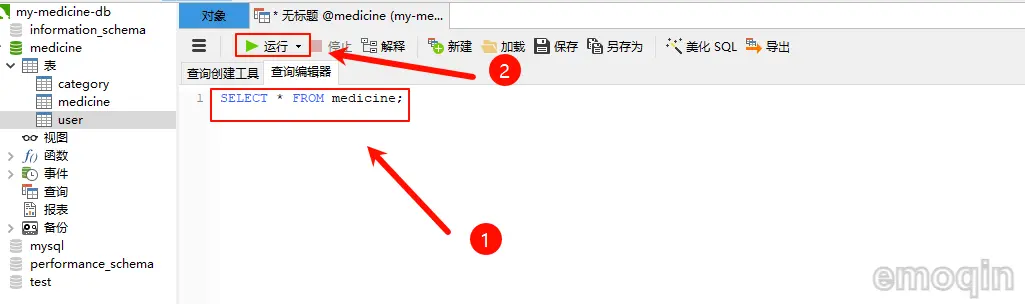 my-medicine-db
information_schema
medicine
表
category
medicine
user
视图
f() 函数
事件
查询
报表
备份
mysql
performance_schema
test
对象
* 无标题 @medicine (my-me...
运行 停止 解释 新建 加载 保存 另存为 美化 SQL 导出
查询创建工具 查询编辑器
1 SELECT * FROM medicine;
2
1
emoqin